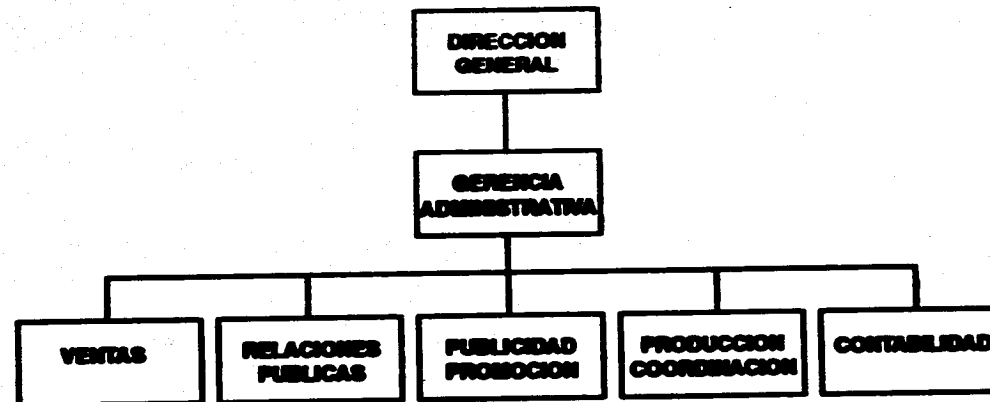 DIRECCION
GENERAL
GERENCIA
ADMINISTRATIVA
VENTAS
RELACIONES
PUBLICAS
PUBLICIDAD
PROMOCION
PRODUCCION
COORDINACION
CONTABILIDAD